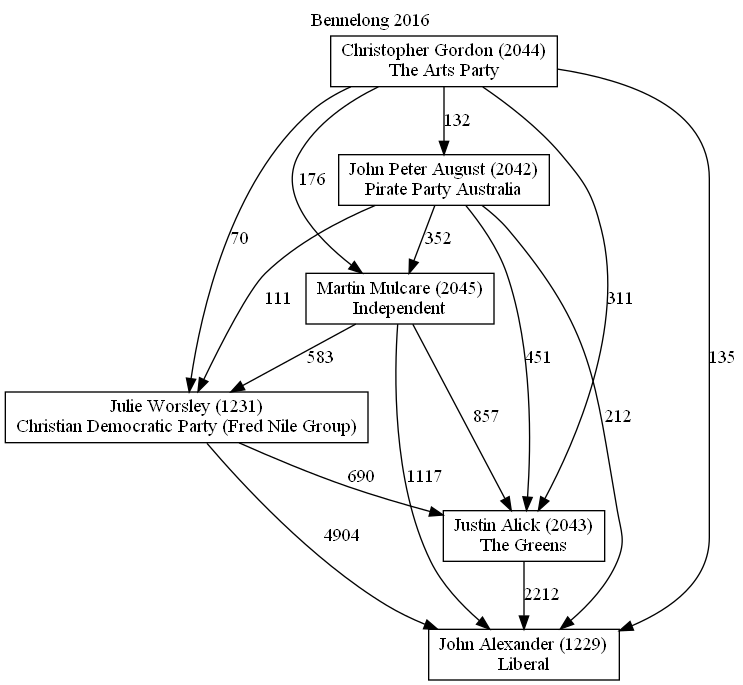 Bennelong 2016
Christopher Gordon (2044)
The Arts Party
132
John Peter August (2042)
Pirate Party Australia
176
70
352
111
Martin Mulcare (2045)
Independent
311
583
451
135
Julie Worsley (1231)
Christian Democratic Party (Fred Nile Group)
857
212
690
1117
Justin Alick (2043)
The Greens
4904
2212
John Alexander (1229)
Liberal